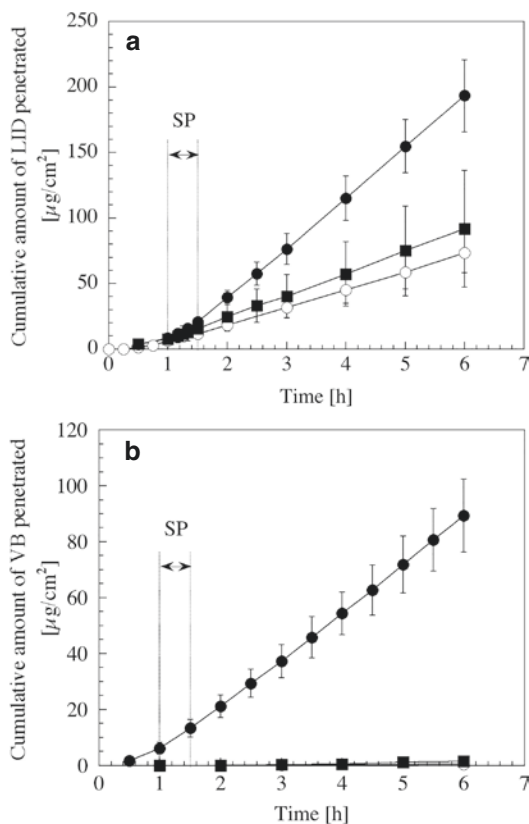 a
Cumulative amount of LID penetrated
[µg/cm²]
250
200
150
100
50
0
SP
0 1 2 3 4 5 6 7
Time [h]
b
Cumulative amount of VB penetrated
[µg/cm²]
120
100
80
60
40
20
0
SP
0 1 2 3 4 5 6 7
Time [h]